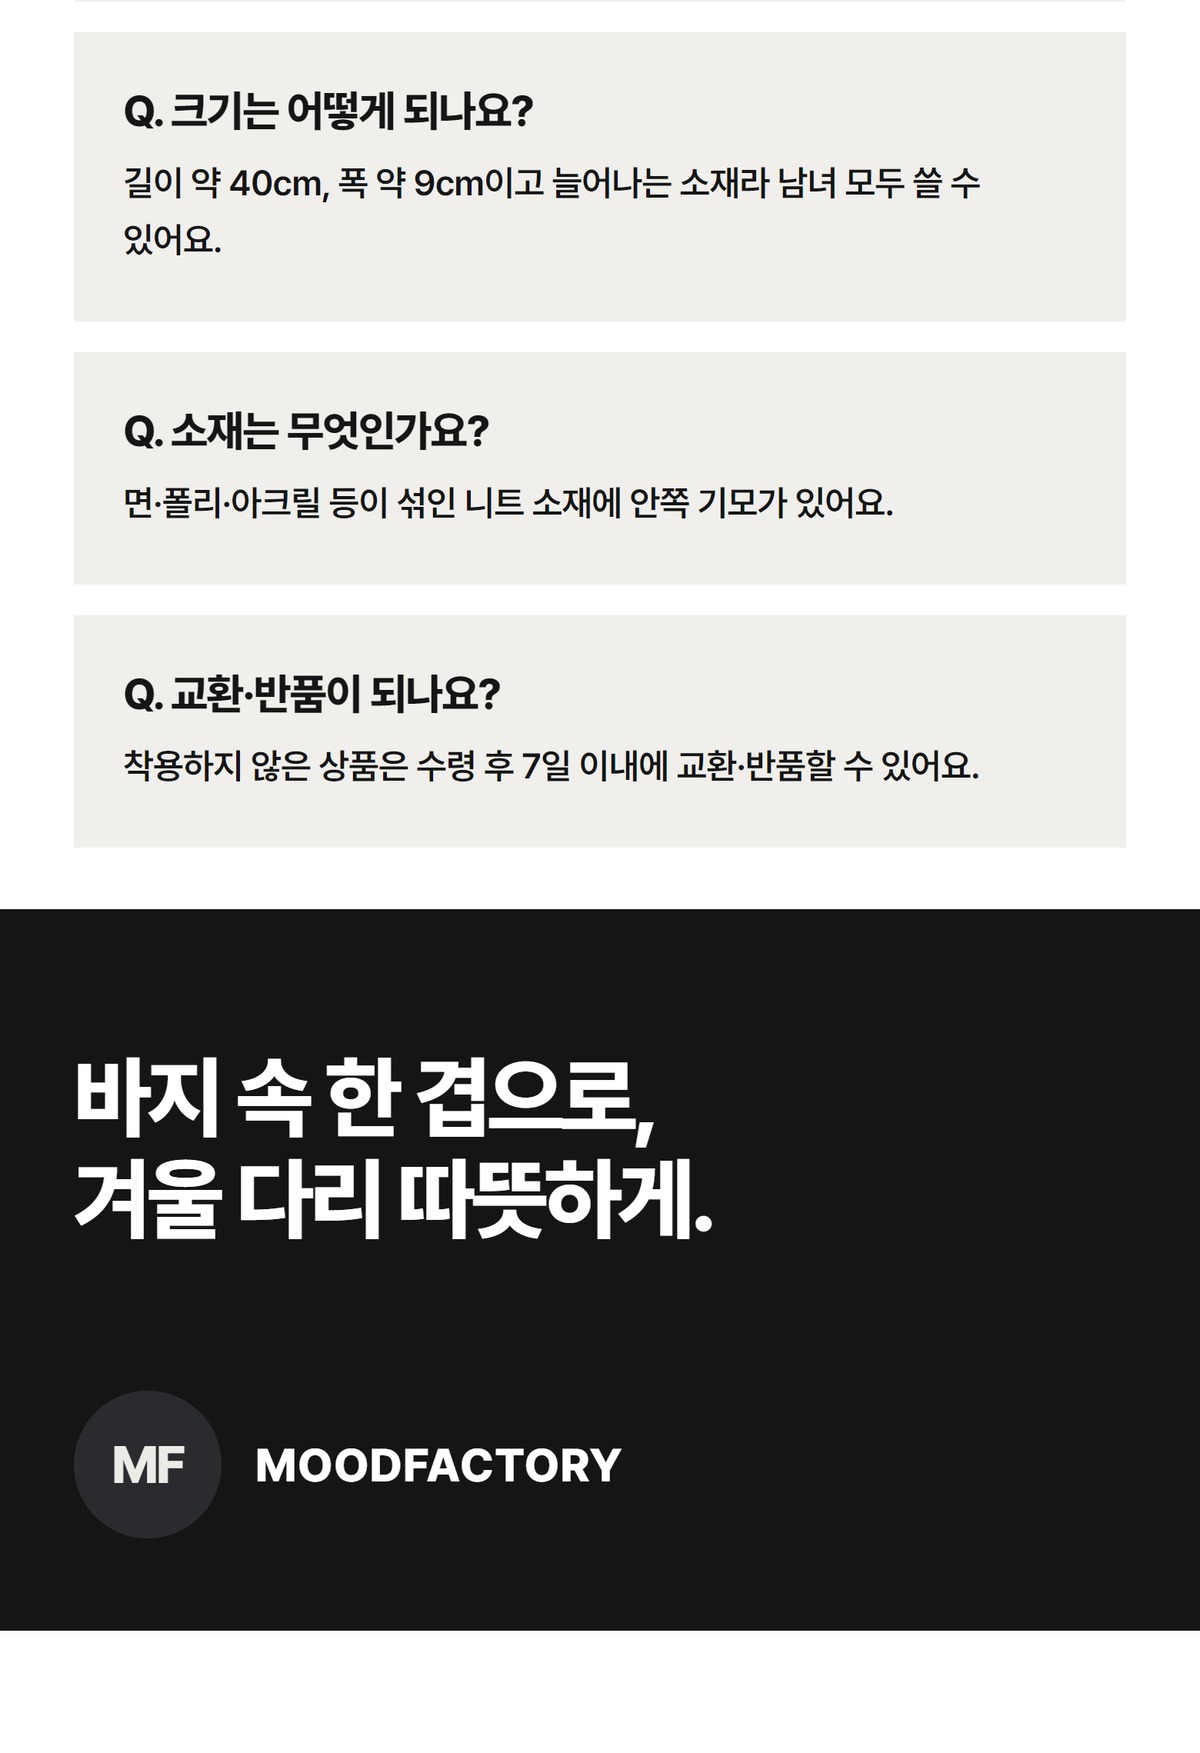 Q. 크기는 어떻게 되나요?
길이 약 40cm, 폭 약 9cm이고 늘어나는 소재라 남녀 모두 쓸 수
있어요.
Q. 소재는 무엇인가요?
면·폴리·아크릴 등이 섞인 니트 소재에 안쪽 기모가 있어요.
Q. 교환·반품이 되나요?
착용하지 않은 상품은 수령 후 7일 이내에 교환·반품할 수 있어요.
바지 속 한 겹으로,
겨울 다리 따뜻하게.
MF
MOODFACTORY